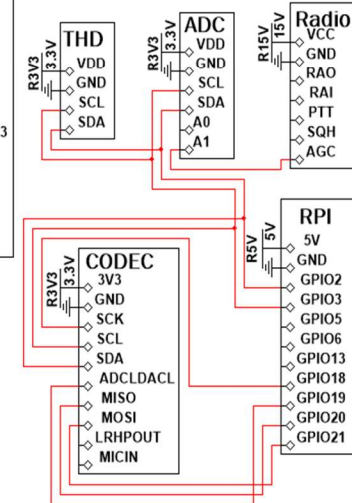 THD
3.3V
R3V3
VDD
GND
SCL
SDA
ADC
3.3V
R3V3
VDD
GND
SCL
SDA
A0
A1
Radio
15V
R15V
VCC
GND
RAO
RAI
PTT
SQH
AGC
3
RPI
5V
R5V
5V
GND
GPIO2
GPIO3
GPIO5
GPIO6
GPIO13
GPIO18
GPIO19
GPIO20
GPIO21
CODEC
3.3V
R3V3
3V3
GND
SCK
SCL
SDA
ADCLDACL
MISO
MOSI
LRHPOUT
MICIN